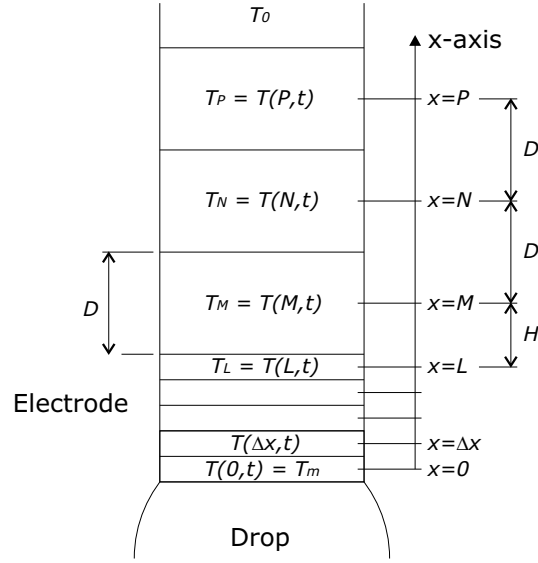 T0
x-axis
TP = T(P,t)
x=P
D
TN = T(N,t)
x=N
D
D
TM = T(M,t)
x=M
H
TL = T(L,t)
x=L
Electrode
T(Δx,t)
x=Δx
T(0,t) = Tm
x=0
Drop